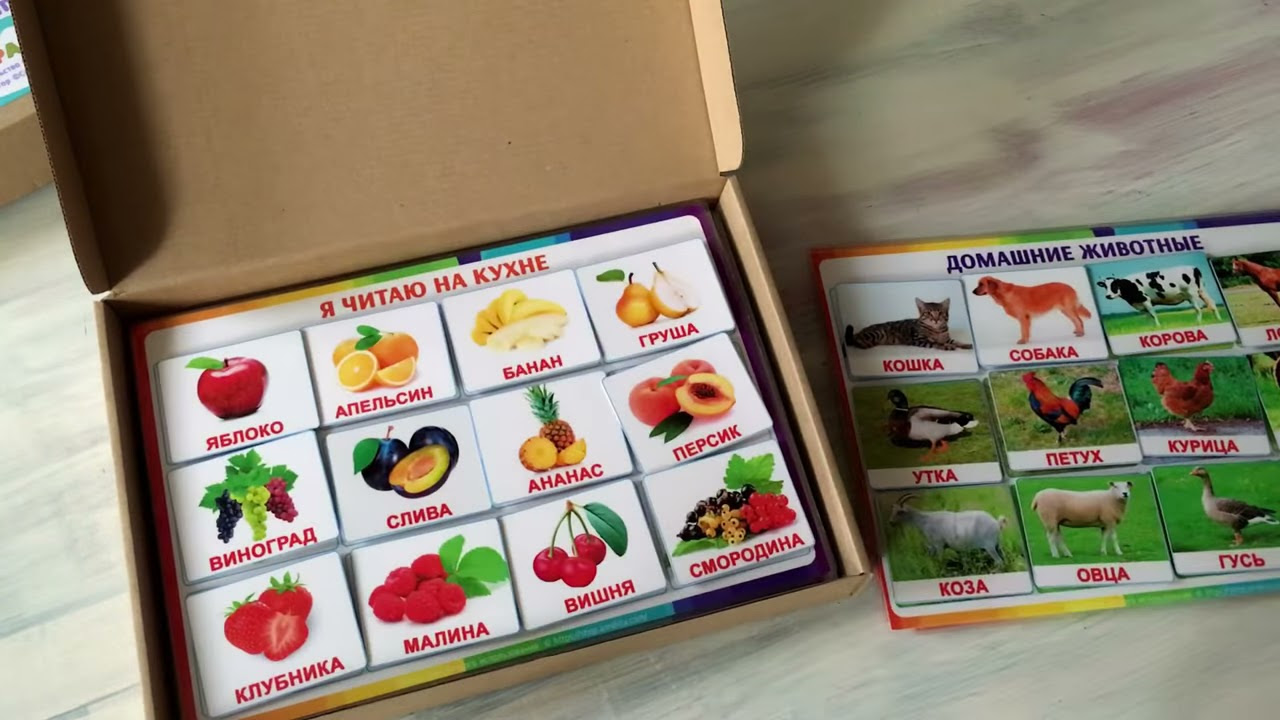 Я ЧИТАЮ НА КУХНЕ
ЯБЛОКО
АПЕЛЬСИН
БАНАН
ГРУША
ВИНОГРАД
СЛИВА
АНАНАС
ПЕРСИК
КЛУБНИКА
МАЛИНА
ВИШНЯ
СМОРОДИНА
ДОМАШНИЕ ЖИВОТНЫЕ
КОШКА
СОБАКА
КОРОВА
УТКА
ПЕТУХ
КУРИЦА
КОЗА
ОВЦА
ГУСЬ